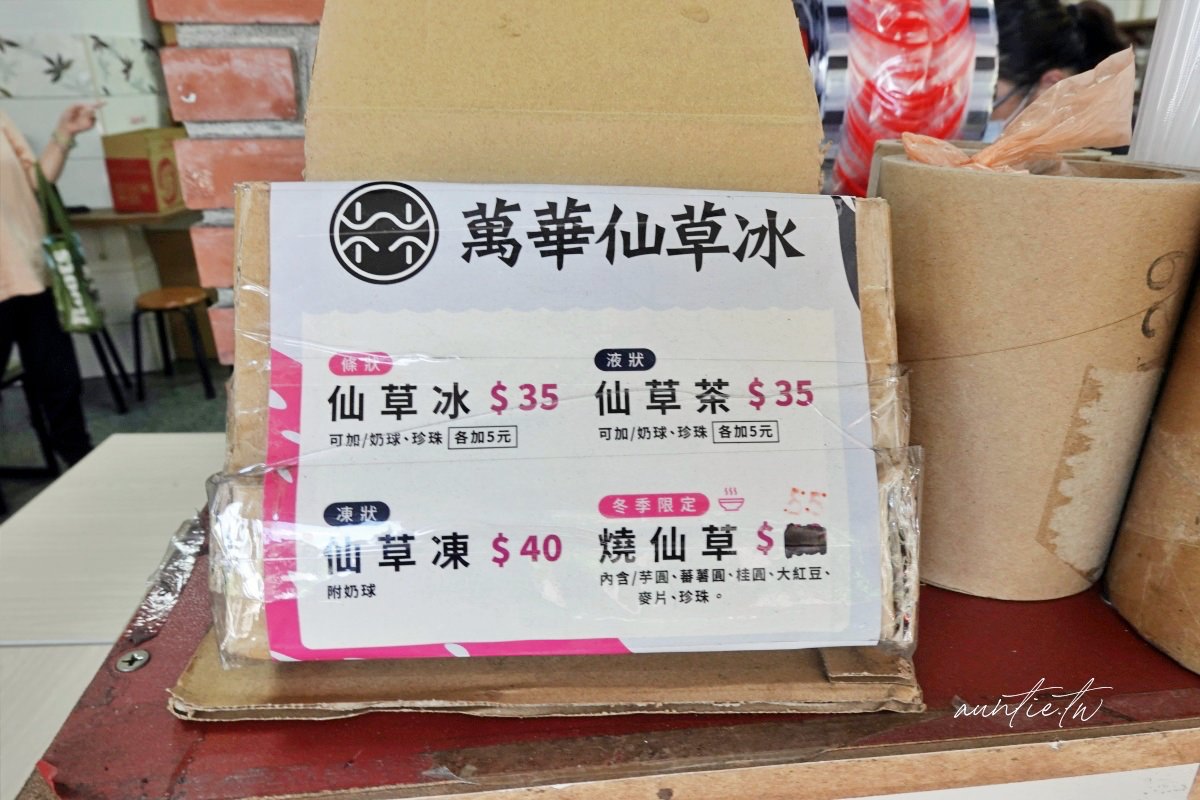 萬華仙草冰
條狀
仙草冰 $35
可加/奶球、珍珠 各加5元
液狀
仙草茶 $35
可加/奶球、珍珠 各加5元
凍狀
仙草凍 $40
附奶球
冬季限定
55
燒仙草 $
內含/芋圓、蕃薯圓、桂圓、大紅豆、
麥片、珍珠。
auntie.tw